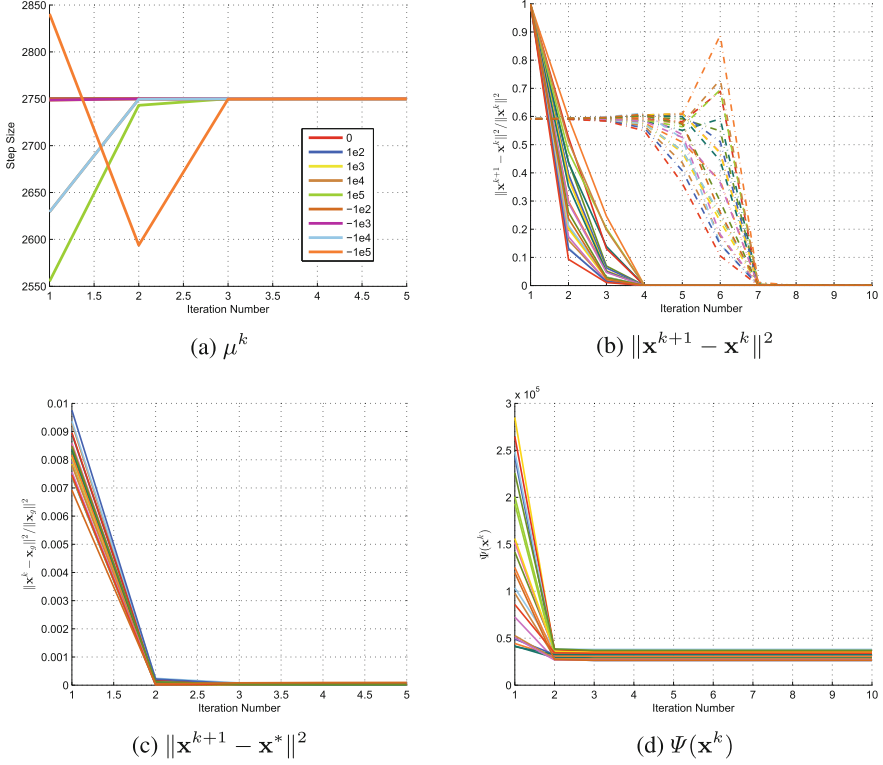 2850
2800
2750
2700
2650
2600
2550
Step Size
1 1.5 2 2.5 3 3.5 4 4.5 5
Iteration Number
0
1e2
1e3
1e4
1e5
−1e2
−1e3
−1e4
−1e5
(a) μ^k
1
0.9
0.8
0.7
0.6
0.5
0.4
0.3
0.2
0.1
0
‖x^{k+1} − x^k‖^2/‖x^k‖^2
1 2 3 4 5 6 7 8 9 10
Iteration Number
(b) ‖x^{k+1} − x^k‖^2
0.01
0.009
0.008
0.007
0.006
0.005
0.004
0.003
0.002
0.001
0
‖x^k − x_g‖^2/‖x_g‖^2
1 1.5 2 2.5 3 3.5 4 4.5 5
Iteration Number
(c) ‖x^{k+1} − x^*‖^2
x 10^5
3
2.5
2
1.5
1
0.5
0
Ψ(x^k)
1 2 3 4 5 6 7 8 9 10
Iteration Number
(d) Ψ(x^k)